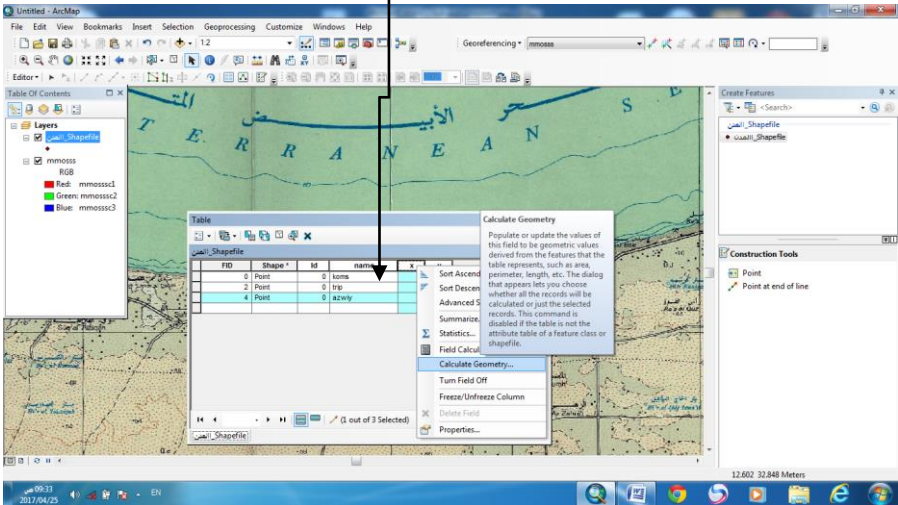 Untitled - ArcMap
File Edit View Bookmarks Insert Selection Geoprocessing Customize Windows Help
1:2
Georeferencing
mmosss
Editor
Table Of Contents
Create Features
<Search>
Layers
المدن_Shapefile
mmosss
RGB
Red: mmosssc1
Green: mmosssc2
Blue: mmosssc3
المدن_Shapefile
المدن_Shapefile
الأبيض
T E R R A N E A N S
Table
المدن_Shapefile
FID Shape * Id name x
0 Point 0 koms
2 Point 0 trip
4 Point 0 azwiy
Sort Ascend
Sort Descen
Advanced S
Summarize.
Statistics...
Field Calcul
Calculate Geometry...
Turn Field Off
Freeze/Unfreeze Column
Delete Field
Properties...
Calculate Geometry
Populate or update the values of
this field to be geometric values
derived from the features that the
table represents, such as area,
perimeter, length, etc. The dialog
that appears lets you choose
whether all the records will be
calculated or just the selected
records. This command is
disabled if the table is not the
attribute table of a feature class or
shapefile.
(1 out of 3 Selected)
المدن_Shapefile
Construction Tools
Point
Point at end of line
12.602 32.848 Meters
09:33 ص
2017/04/25
EN